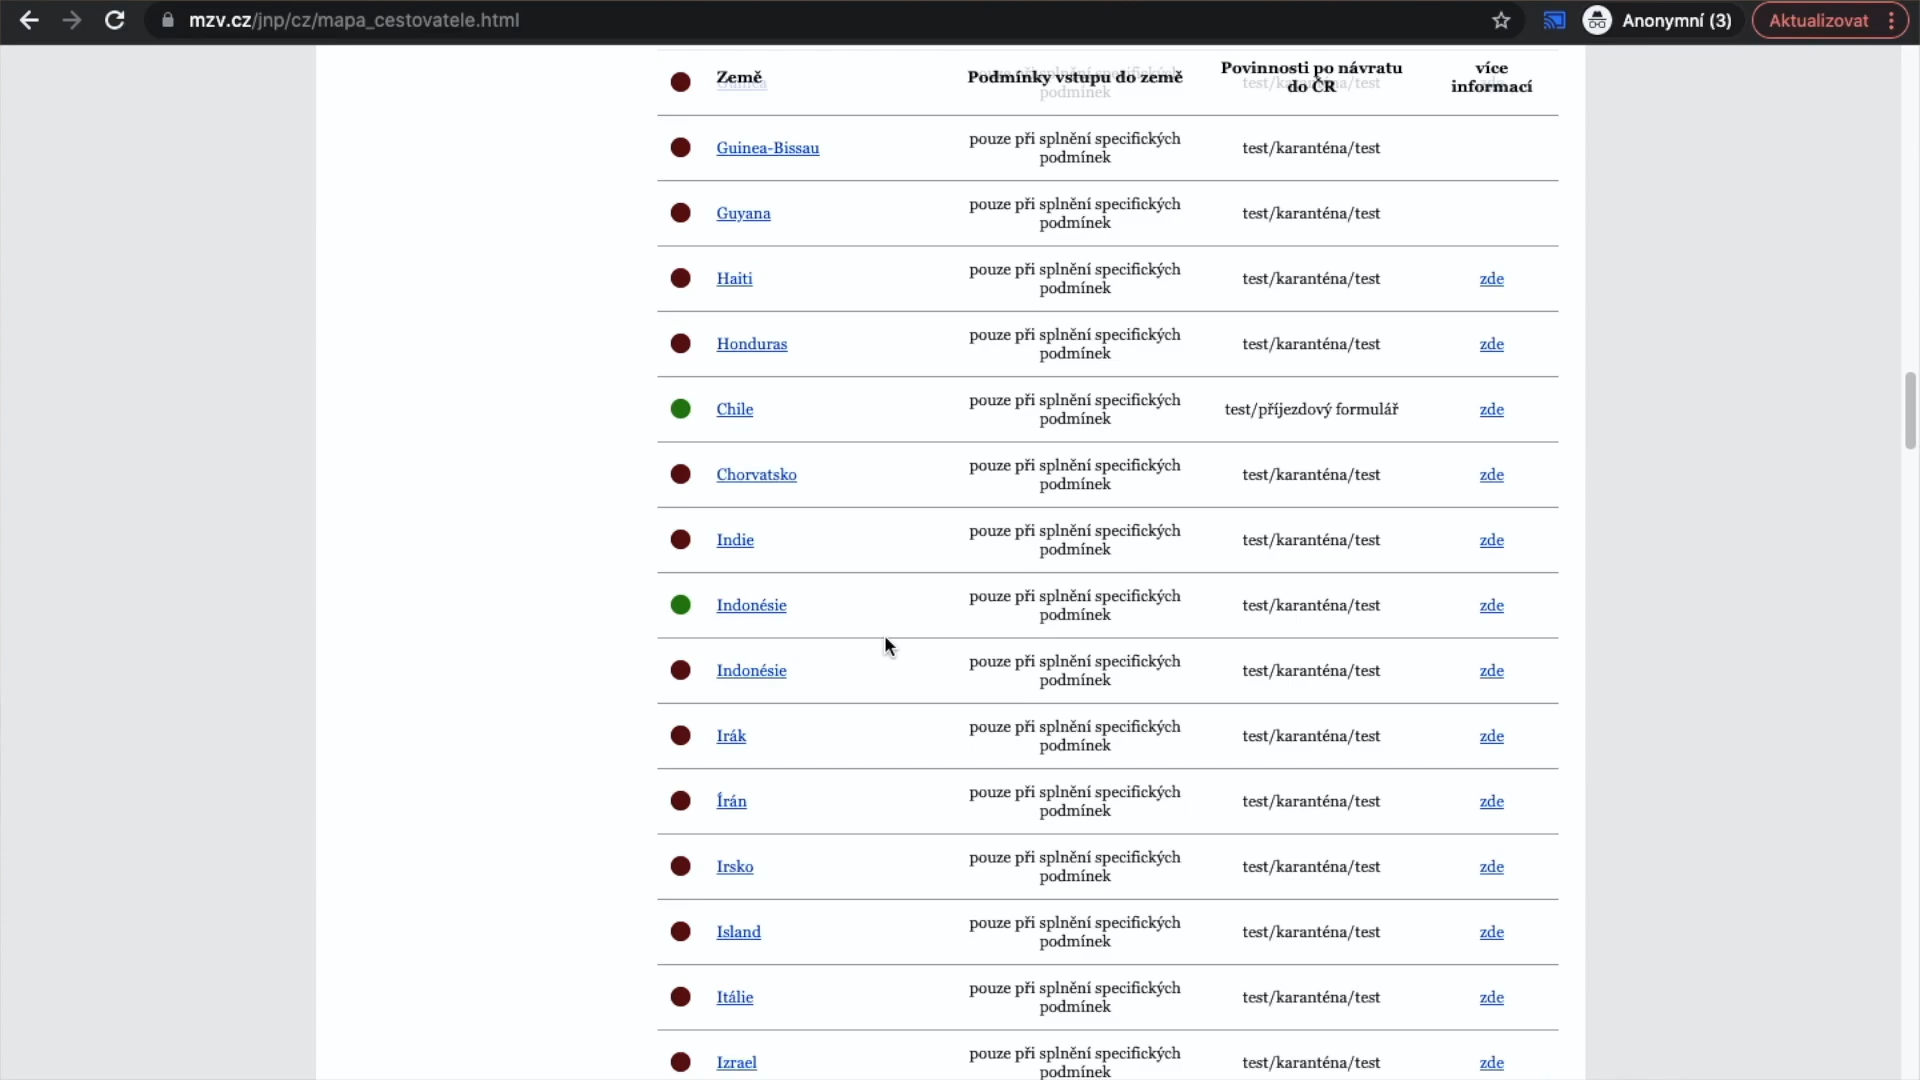 mzv.cz/jnp/cz/mapa_cestovatele.html
Anonymní (3)
Aktualizovat
Země
Podmínky vstupu do země
Povinnosti po návratu
do ČR
více
informací
Guinea
podmínek
test/karanténa/test
Guinea-Bissau
pouze při splnění specifických
podmínek
test/karanténa/test
Guyana
pouze při splnění specifických
podmínek
test/karanténa/test
Haiti
pouze při splnění specifických
podmínek
test/karanténa/test
zde
Honduras
pouze při splnění specifických
podmínek
test/karanténa/test
zde
Chile
pouze při splnění specifických
podmínek
test/příjezdový formulář
zde
Chorvatsko
pouze při splnění specifických
podmínek
test/karanténa/test
zde
Indie
pouze při splnění specifických
podmínek
test/karanténa/test
zde
Indonésie
pouze při splnění specifických
podmínek
test/karanténa/test
zde
Indonésie
pouze při splnění specifických
podmínek
test/karanténa/test
zde
Irák
pouze při splnění specifických
podmínek
test/karanténa/test
zde
Írán
pouze při splnění specifických
podmínek
test/karanténa/test
zde
Irsko
pouze při splnění specifických
podmínek
test/karanténa/test
zde
Island
pouze při splnění specifických
podmínek
test/karanténa/test
zde
Itálie
pouze při splnění specifických
podmínek
test/karanténa/test
zde
Izrael
pouze při splnění specifických
podmínek
test/karanténa/test
zde